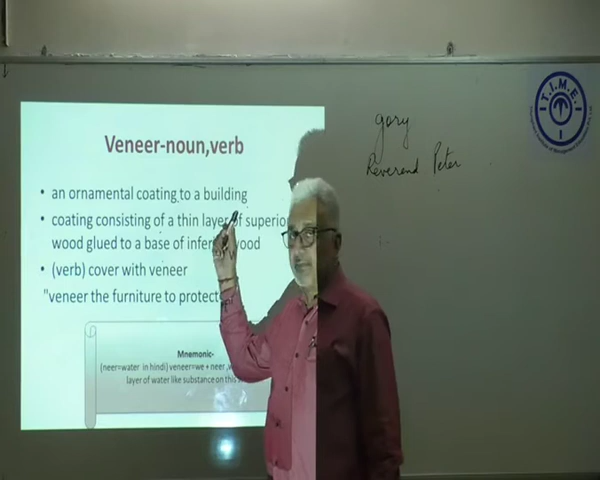 Veneer-noun,verb
• an ornamental coating to a building
• coating consisting of a thin layer of superio
wood glued to a base of infer wood
• (verb) cover with veneer
"veneer the furniture to protect
Mnemonic-
(neer=water in hindi) veneer=we + neer
layer of water like substance on this
gory
Reverend Peter
I.T.I.M.E.I